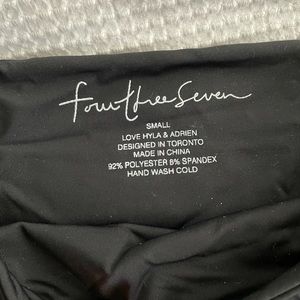 fourthreeseven
SMALL
LOVE HYLA & ADRIEN
DESIGNED IN TORONTO
MADE IN CHINA
92% POLYESTER 8% SPANDEX
HAND WASH COLD